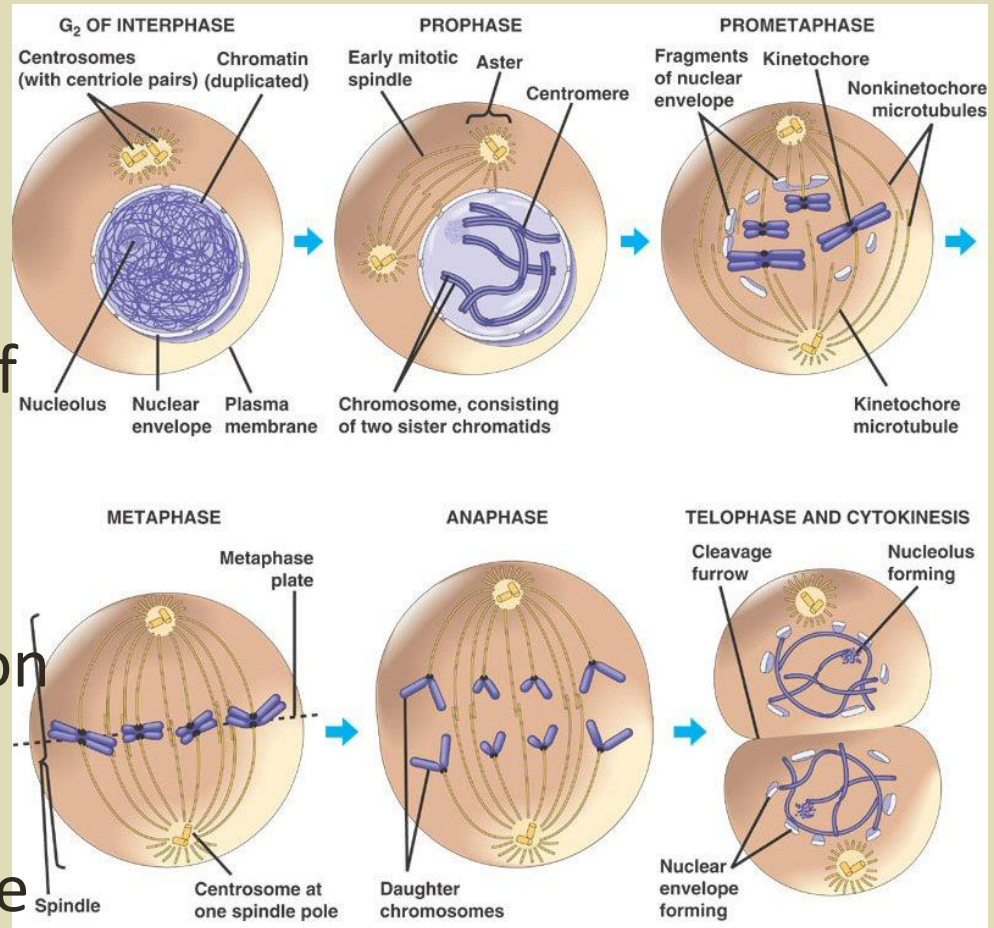 G₂ OF INTERPHASE
Centrosomes
(with centriole pairs)
Chromatin
(duplicated)
Nucleolus
Nuclear
envelope
Plasma
membrane
PROPHASE
Early mitotic
spindle
Aster
Centromere
Chromosome, consisting
of two sister chromatids
PROMETAPHASE
Fragments
of nuclear
envelope
Kinetochore
Nonkinetochore
microtubules
Kinetochore
microtubule
METAPHASE
Metaphase
plate
Spindle
Centrosome at
one spindle pole
ANAPHASE
Daughter
chromosomes
TELOPHASE AND CYTOKINESIS
Cleavage
furrow
Nucleolus
forming
Nuclear
envelope
forming
of
on
e